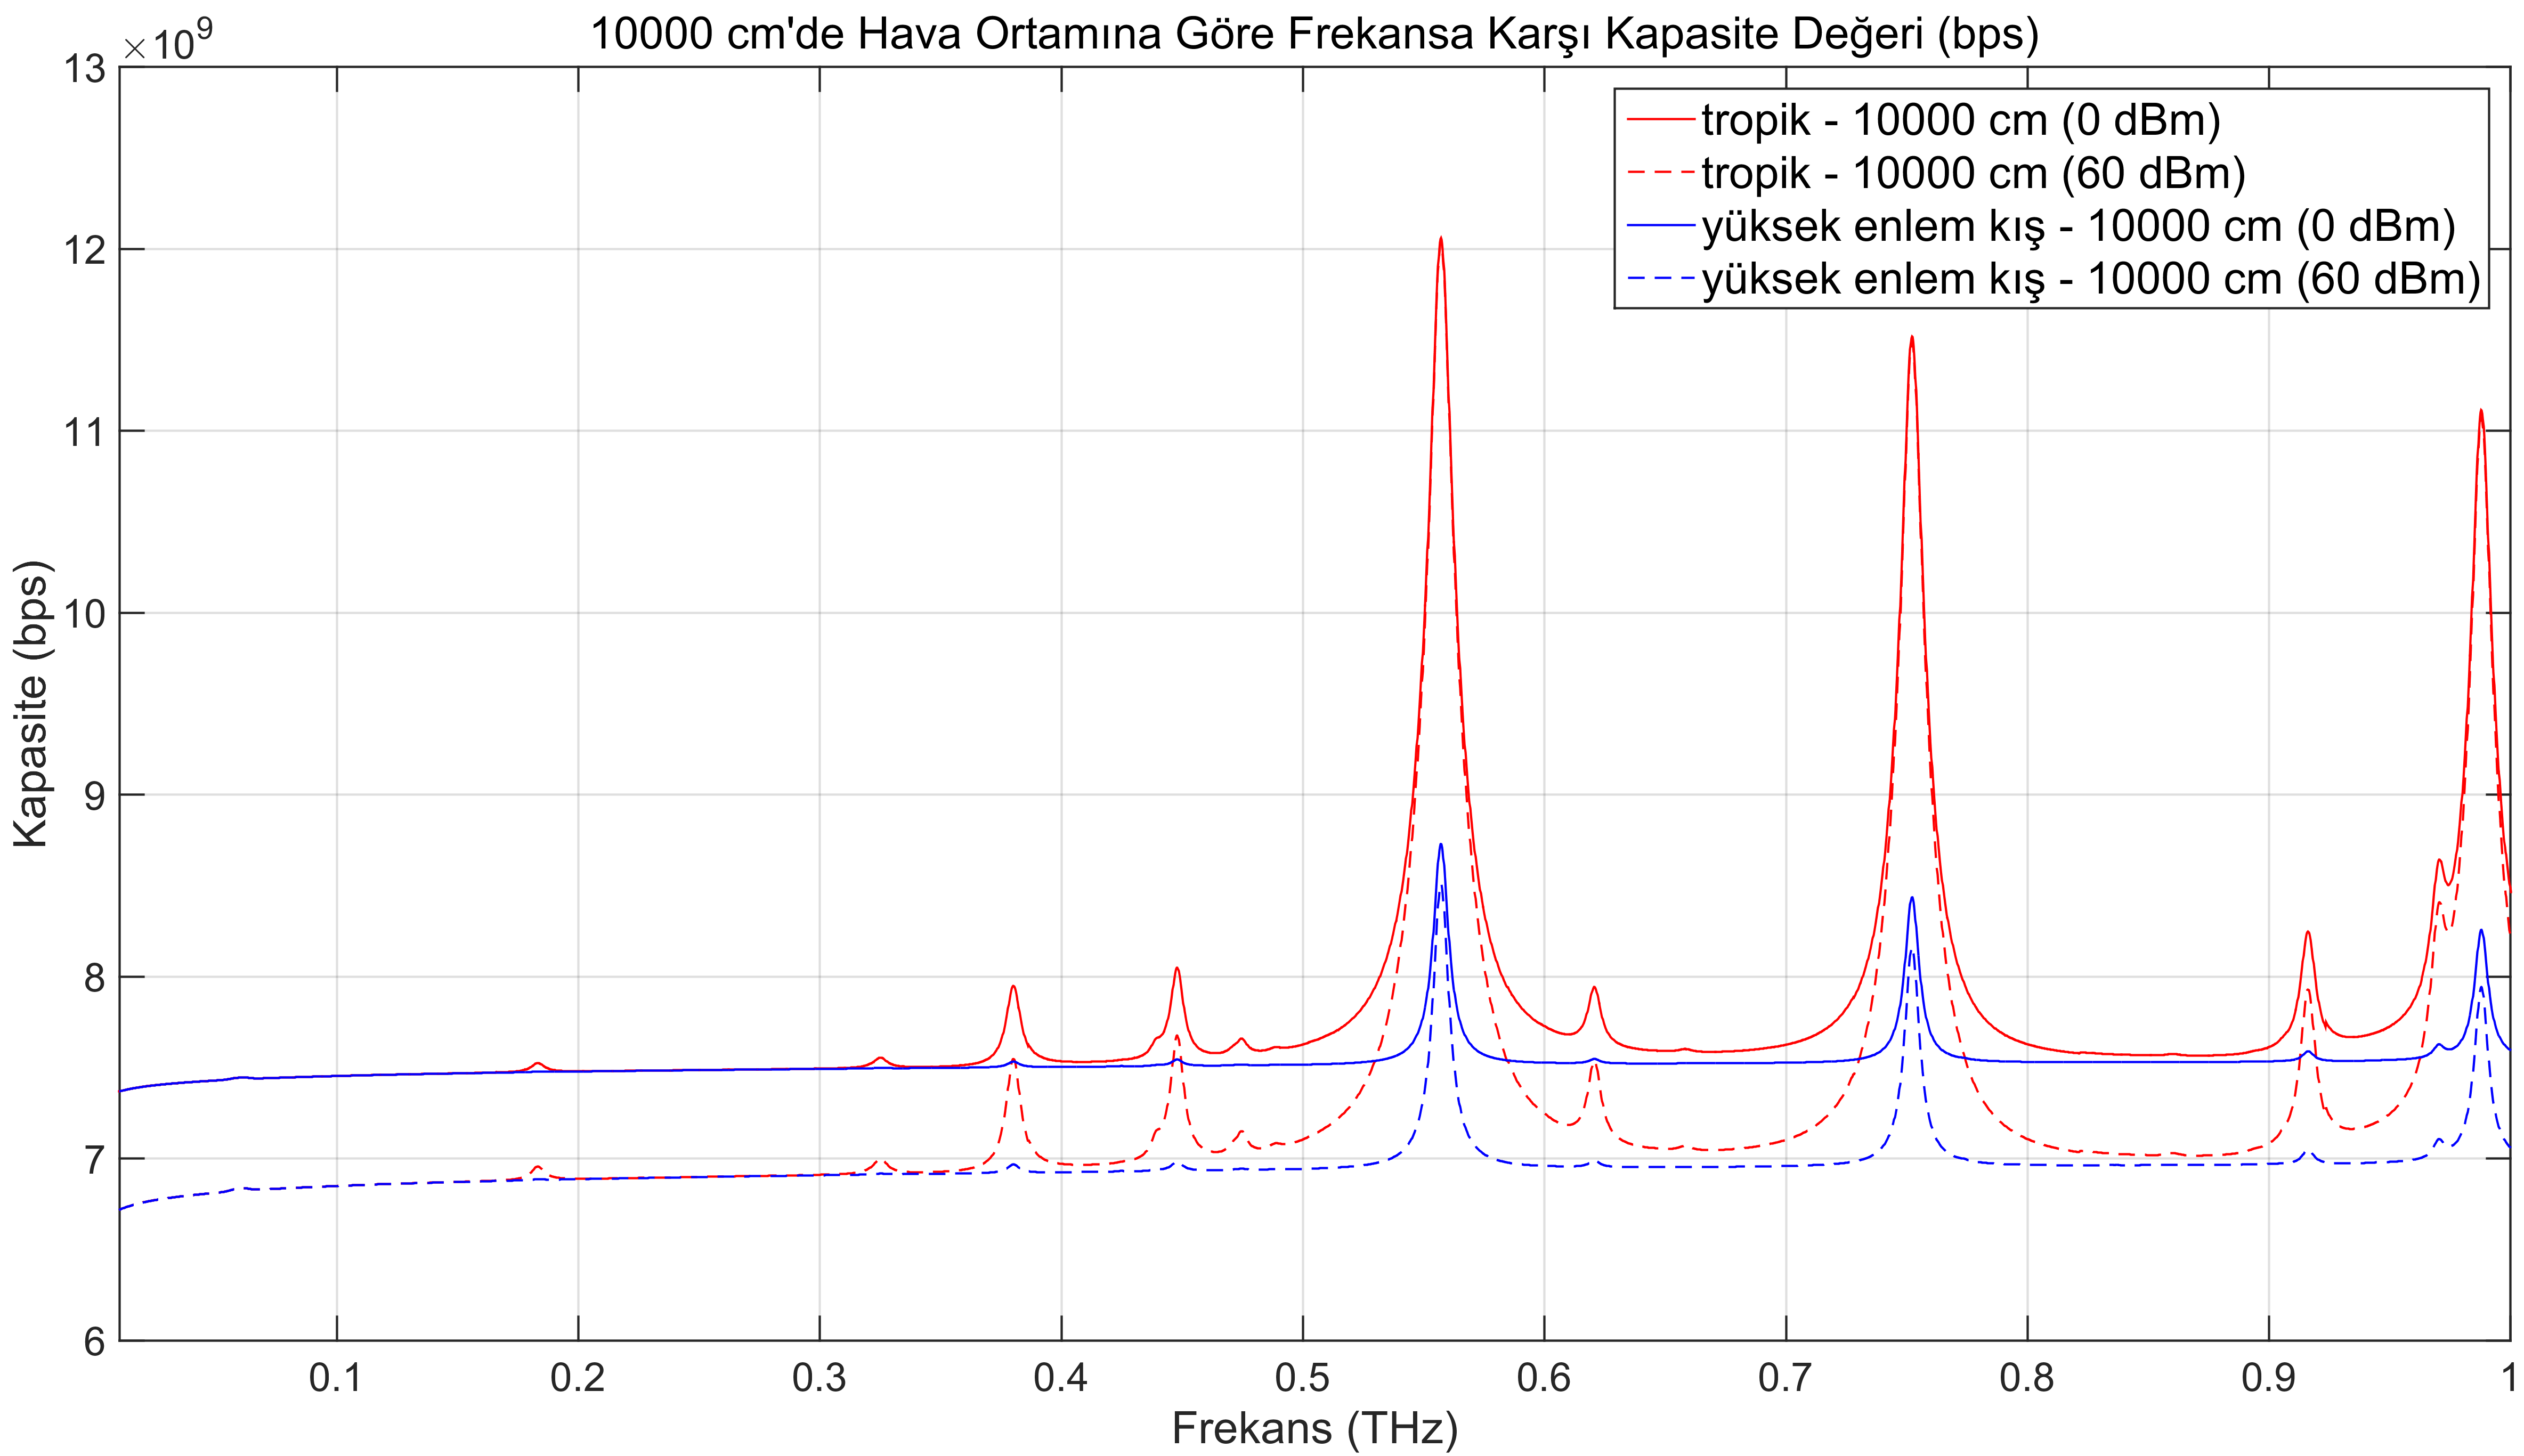 10000 cm'de Hava Ortamına Göre Frekansa Karşı Kapasite Değeri (bps)
×10^9
13
12
11
10
9
8
7
6
Kapasite (bps)
tropik - 10000 cm (0 dBm)
tropik - 10000 cm (60 dBm)
yüksek enlem kış - 10000 cm (0 dBm)
yüksek enlem kış - 10000 cm (60 dBm)
0.1 0.2 0.3 0.4 0.5 0.6 0.7 0.8 0.9 1
Frekans (THz)